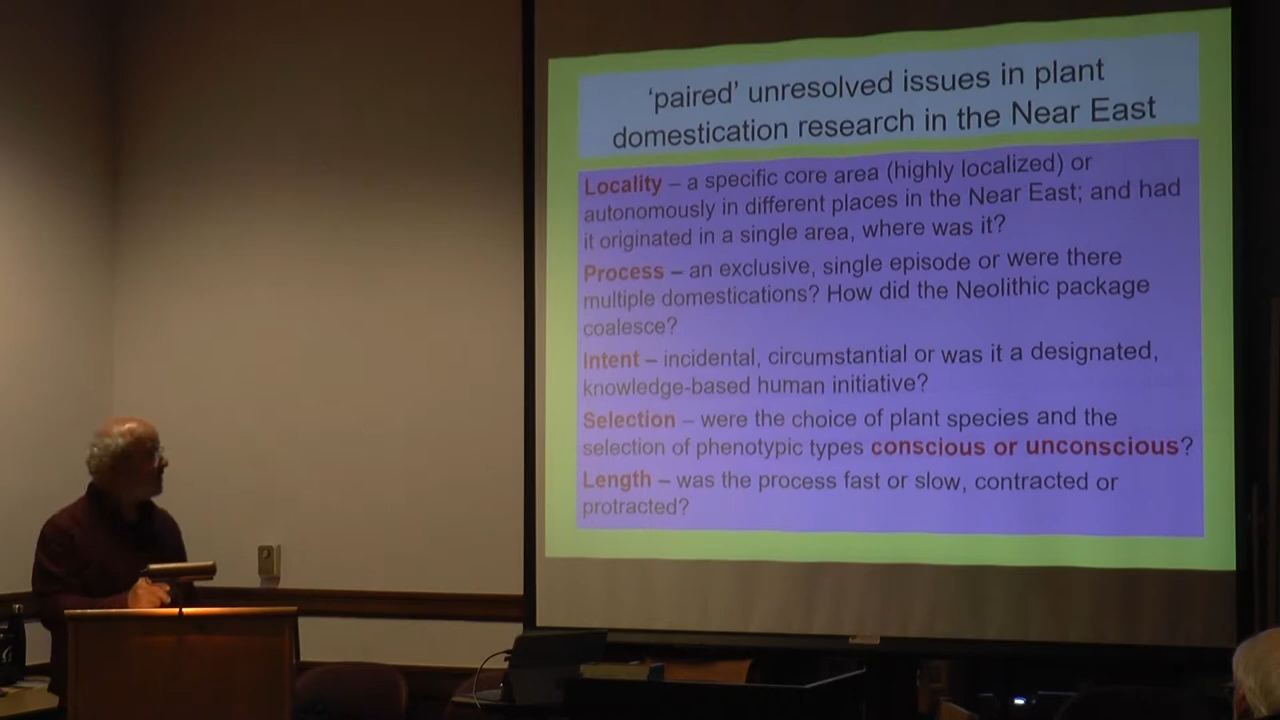 ‘paired’ unresolved issues in plant
domestication research in the Near East
Locality – a specific core area (highly localized) or
autonomously in different places in the Near East; and had
it originated in a single area, where was it?
Process – an exclusive, single episode or were there
multiple domestications? How did the Neolithic package
coalesce?
Intent – incidental, circumstantial or was it a designated,
knowledge-based human initiative?
Selection – were the choice of plant species and the
selection of phenotypic types conscious or unconscious?
Length – was the process fast or slow, contracted or
protracted?